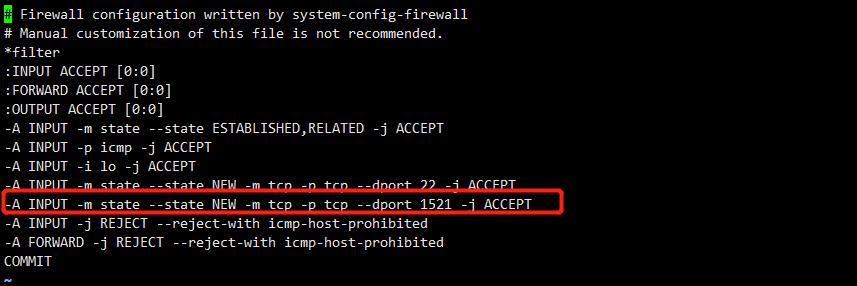 # Firewall configuration written by system-config-firewall
# Manual customization of this file is not recommended.
*filter
:INPUT ACCEPT [0:0]
:FORWARD ACCEPT [0:0]
:OUTPUT ACCEPT [0:0]
-A INPUT -m state --state ESTABLISHED,RELATED -j ACCEPT
-A INPUT -p icmp -j ACCEPT
-A INPUT -i lo -j ACCEPT
-A INPUT -m state --state NEW -m tcp -p tcp --dport 22 -j ACCEPT
-A INPUT -m state --state NEW -m tcp -p tcp --dport 1521 -j ACCEPT
-A INPUT -j REJECT --reject-with icmp-host-prohibited
-A FORWARD -j REJECT --reject-with icmp-host-prohibited
COMMIT
~